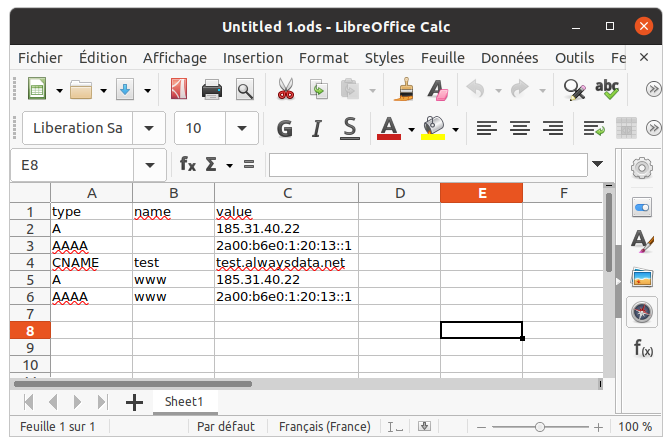 Untitled 1.ods - LibreOffice Calc
Fichier Édition Affichage Insertion Format Styles Feuille Données Outils Fe
abc
Liberation Sa 10 G I S A
E8 fx Σ =
A B C D E F
1 type name value
2 A 185.31.40.22
3 AAAA 2a00:b6e0:1:20:13::1
4 CNAME test test.alwaysdata.net
5 A www 185.31.40.22
6 AAAA www 2a00:b6e0:1:20:13::1
7
8
9
10
Sheet1
Feuille 1 sur 1 Par défaut Français (France) 100 %